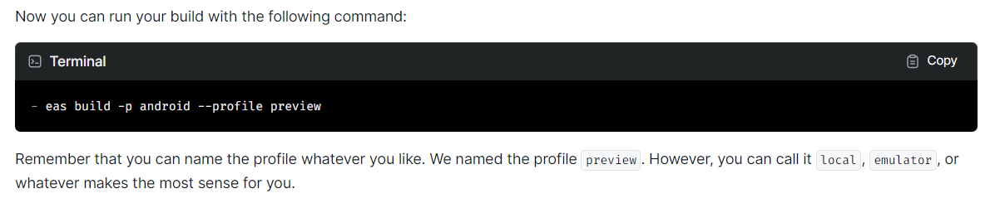 Now you can run your build with the following command:
Terminal
Copy
- eas build -p android --profile preview
Remember that you can name the profile whatever you like. We named the profile preview. However, you can call it local, emulator, or
whatever makes the most sense for you.